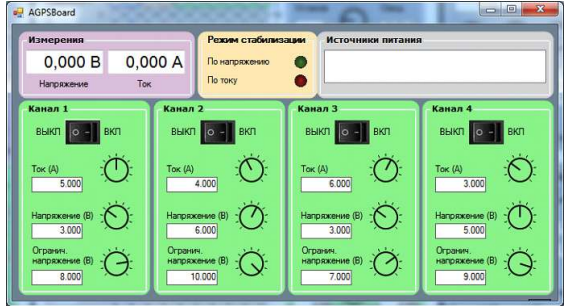 AGPSBoard
Измерения
0,000 В 0,000 А
Напряжение Ток
Режим стабилизации
По напряжению
По току
Источники питания
Канал 1
ВЫКЛ ВКЛ
Ток (А)
5.000
Напряжение (В)
3.000
Огранич.
напряжение (В)
8.000
Канал 2
ВЫКЛ ВКЛ
Ток (А)
4.000
Напряжение (В)
6.000
Огранич.
напряжение (В)
10.000
Канал 3
ВЫКЛ ВКЛ
Ток (А)
6.000
Напряжение (В)
3.000
Огранич.
напряжение (В)
7.000
Канал 4
ВЫКЛ ВКЛ
Ток (А)
3.000
Напряжение (В)
5.000
Огранич.
напряжение (В)
9.000